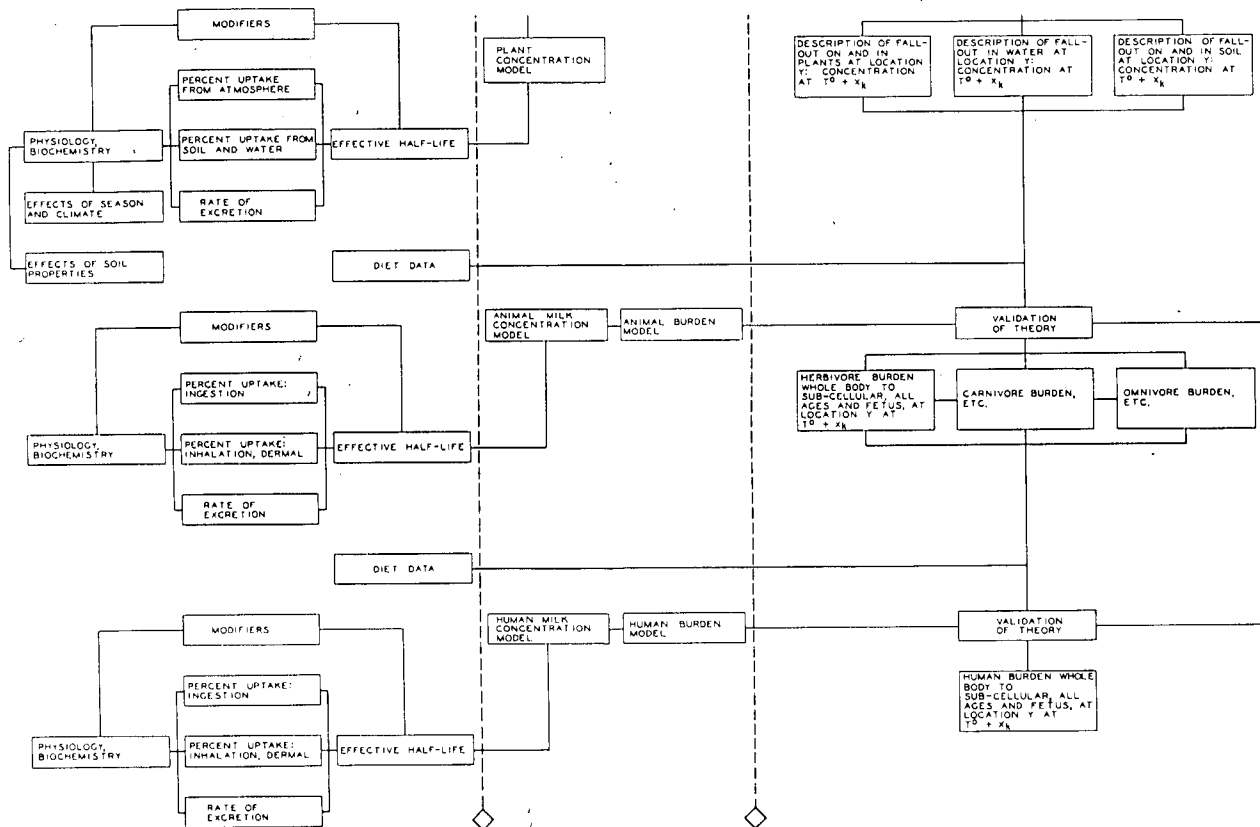 MODIFIERS
PLANT
CONCENTRATION
MODEL
DESCRIPTION OF FALL-
OUT ON AND IN
PLANTS AT LOCATION
Y: CONCENTRATION
AT T⁰ + Xk
DESCRIPTION OF FALL-
OUT IN WATER AT
LOCATION Y:
CONCENTRATION AT
T⁰ + Xk
DESCRIPTION OF FALL-
OUT ON AND IN SOIL
AT LOCATION Y:
CONCENTRATION AT
T⁰ + Xk
PERCENT UPTAKE
FROM ATMOSPHERE
PHYSIOLOGY,
BIOCHEMISTRY
PERCENT UPTAKE FROM
SOIL AND WATER
EFFECTIVE HALF-LIFE
EFFECTS OF SEASON
AND CLIMATE
RATE OF
EXCRETION
EFFECTS OF SOIL
PROPERTIES
DIET DATA
MODIFIERS
ANIMAL MILK
CONCENTRATION
MODEL
ANIMAL BURDEN
MODEL
VALIDATION
OF THEORY
PERCENT UPTAKE:
INGESTION
HERBIVORE BURDEN
WHOLE BODY TO
SUB-CELLULAR, ALL
AGES AND FETUS, AT
LOCATION Y AT
T⁰ + Xk
CARNIVORE BURDEN,
ETC.
OMNIVORE BURDEN,
ETC.
PHYSIOLOGY,
BIOCHEMISTRY
PERCENT UPTAKE:
INHALATION, DERMAL
EFFECTIVE HALF-LIFE
RATE OF
EXCRETION
DIET DATA
MODIFIERS
HUMAN MILK
CONCENTRATION
MODEL
HUMAN BURDEN
MODEL
VALIDATION
OF THEORY
PERCENT UPTAKE:
INGESTION
HUMAN BURDEN WHOLE
BODY TO
SUB-CELLULAR, ALL
AGES AND FETUS, AT
LOCATION Y AT
T⁰ + Xk
PHYSIOLOGY,
BIOCHEMISTRY
PERCENT UPTAKE:
INHALATION, DERMAL
EFFECTIVE HALF-LIFE
RATE OF
EXCRETION